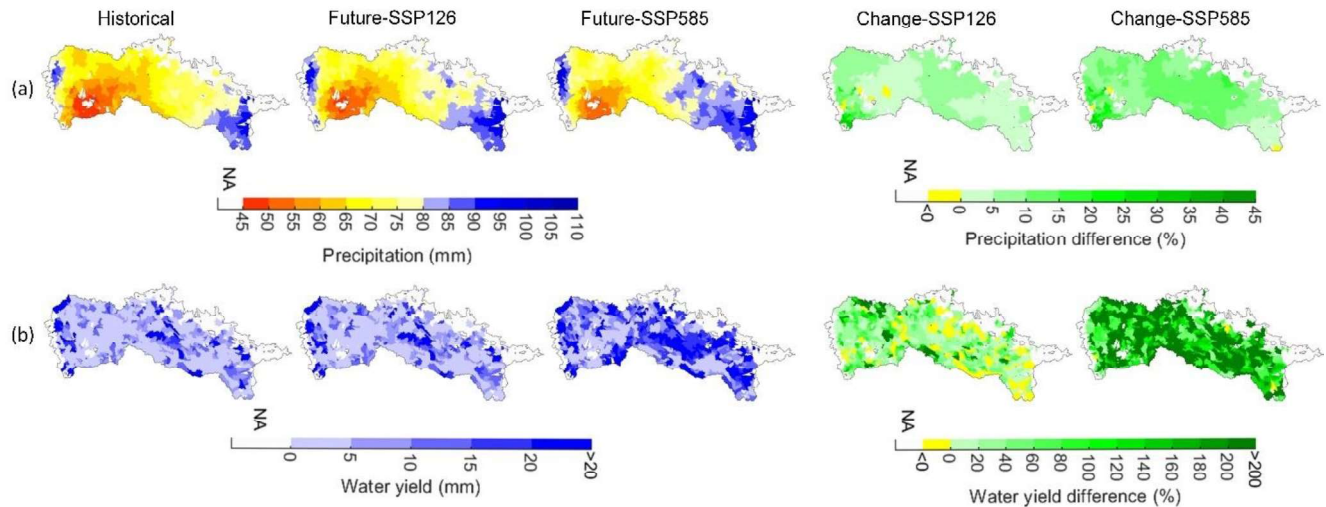 Historical Future-SSP126 Future-SSP585 Change-SSP126 Change-SSP585
(a)
NA 45 50 55 60 65 70 75 80 85 90 95 100 105 110
Precipitation (mm)
NA <0 0 5 10 15 20 25 30 35 40 45
Precipitation difference (%)
(b)
NA 0 5 10 15 20 >20
Water yield (mm)
NA <0 0 20 40 60 80 100 120 140 160 180 200 >200
Water yield difference (%)